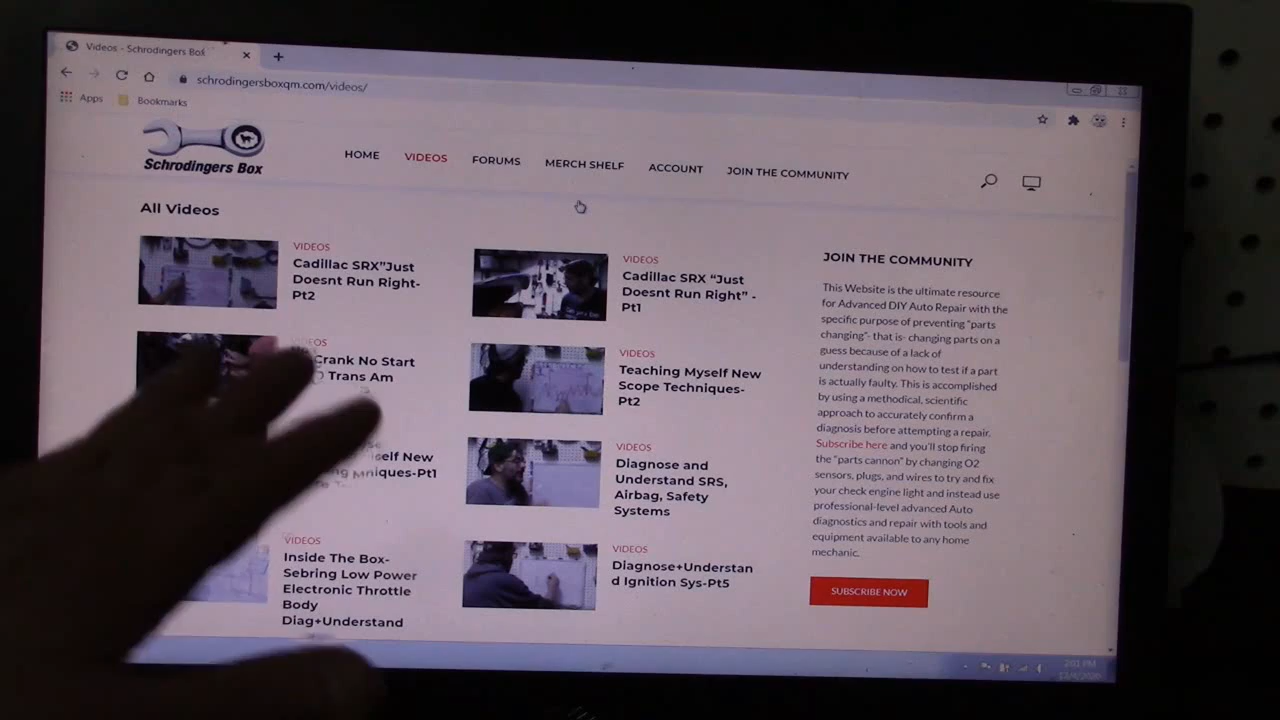 Videos - Schrodingers Box
schrodingersboxqm.com/videos/
Apps
Bookmarks
Schrodingers Box
HOME
VIDEOS
FORUMS
MERCH SHELF
ACCOUNT
JOIN THE COMMUNITY
All Videos
VIDEOS
Cadillac SRX"Just
Doesnt Run Right-
Pt2
VIDEOS
Cadillac SRX “Just
Doesnt Run Right” -
Pt1
Crank No Start
Trans Am
VIDEOS
Teaching Myself New
Scope Techniques-
Pt2
New
-Pt1
VIDEOS
Diagnose and
Understand SRS,
Airbag, Safety
Systems
VIDEOS
Inside The Box-
Sebring Low Power
Electronic Throttle
Body
Diag+Understand
VIDEOS
Diagnose+Understan
d Ignition Sys-Pt5
JOIN THE COMMUNITY
This Website is the ultimate resource
for Advanced DIY Auto Repair with the
specific purpose of preventing “parts
changing”- that is- changing parts on a
guess because of a lack of
understanding on how to test if a part
is actually faulty. This is accomplished
by using a methodical, scientific
approach to accurately confirm a
diagnosis before attempting a repair.
Subscribe here and you’ll stop firing
the “parts cannon” by changing O2
sensors, plugs, and wires to try and fix
your check engine light and instead use
professional-level advanced Auto
diagnostics and repair with tools and
equipment available to any home
mechanic.
SUBSCRIBE NOW
2:01 PM
12/4/2020